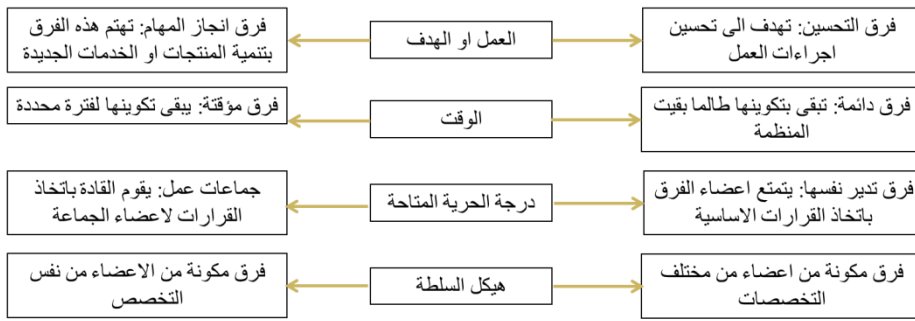 فرق التحسين: تهدف الى تحسين
اجراءات العمل
العمل او الهدف
فرق انجاز المهام: تهتم هذه الفرق
بتنمية المنتجات او الخدمات الجديدة
فرق دائمة: تبقى بتكوينها طالما بقيت
المنظمة
الوقت
فرق مؤقتة: يبقى تكوينها لفترة محددة
فرق تدير نفسها: يتمتع اعضاء الفرق
باتخاذ القرارات الاساسية
درجة الحرية المتاحة
جماعات عمل: يقوم القادة باتخاذ
القرارات لاعضاء الجماعة
فرق مكونة من اعضاء من مختلف
التخصصات
هيكل السلطة
فرق مكونة من الاعضاء من نفس
التخصص